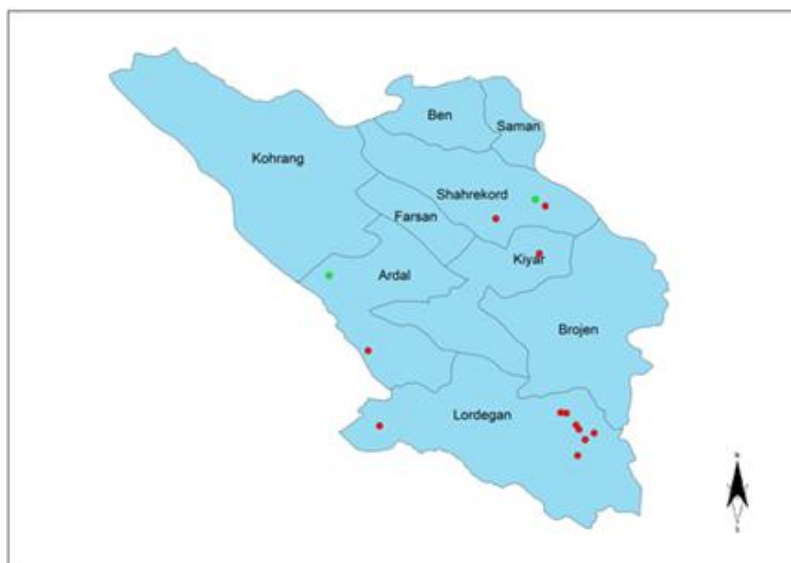 Ben
Saman
Kohrang
Shahrekord
Farsan
Kiyar
Ardal
Brojen
Lordegan
N
S